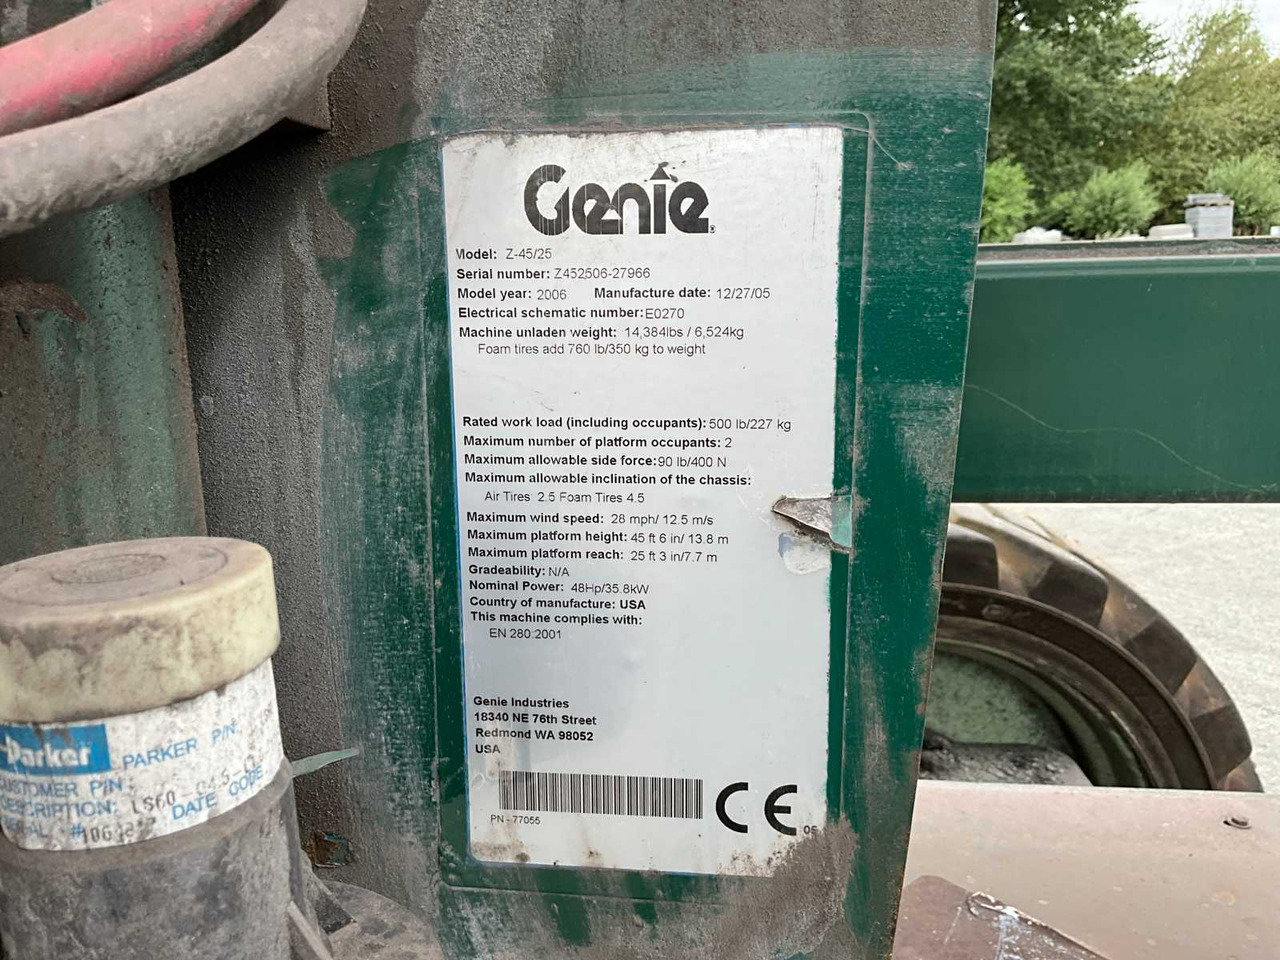 Genie
Model: Z-45/25
Serial number: Z452506-27966
Model year: 2006 Manufacture date: 12/27/05
Electrical schematic number: E0270
Machine unladen weight: 14,384lbs / 6,524kg
Foam tires add 760 lb/350 kg to weight
Rated work load (including occupants): 500 lb/227 kg
Maximum number of platform occupants: 2
Maximum allowable side force: 90 lb/400 N
Maximum allowable inclination of the chassis:
Air Tires 2.5 Foam Tires 4.5
Maximum wind speed: 28 mph/ 12.5 m/s
Maximum platform height: 45 ft 6 in/ 13.8 m
Maximum platform reach: 25 ft 3 in/7.7 m
Gradeability: N/A
Nominal Power: 48Hp/35.8kW
Country of manufacture: USA
This machine complies with:
EN 280:2001
Genie Industries
18340 NE 76th Street
Redmond WA 98052
USA
PN - 77055
CE
05
Parker PARKER P/N:
CUSTOMER P/N:
DESCRIPTION:
DATE CODE